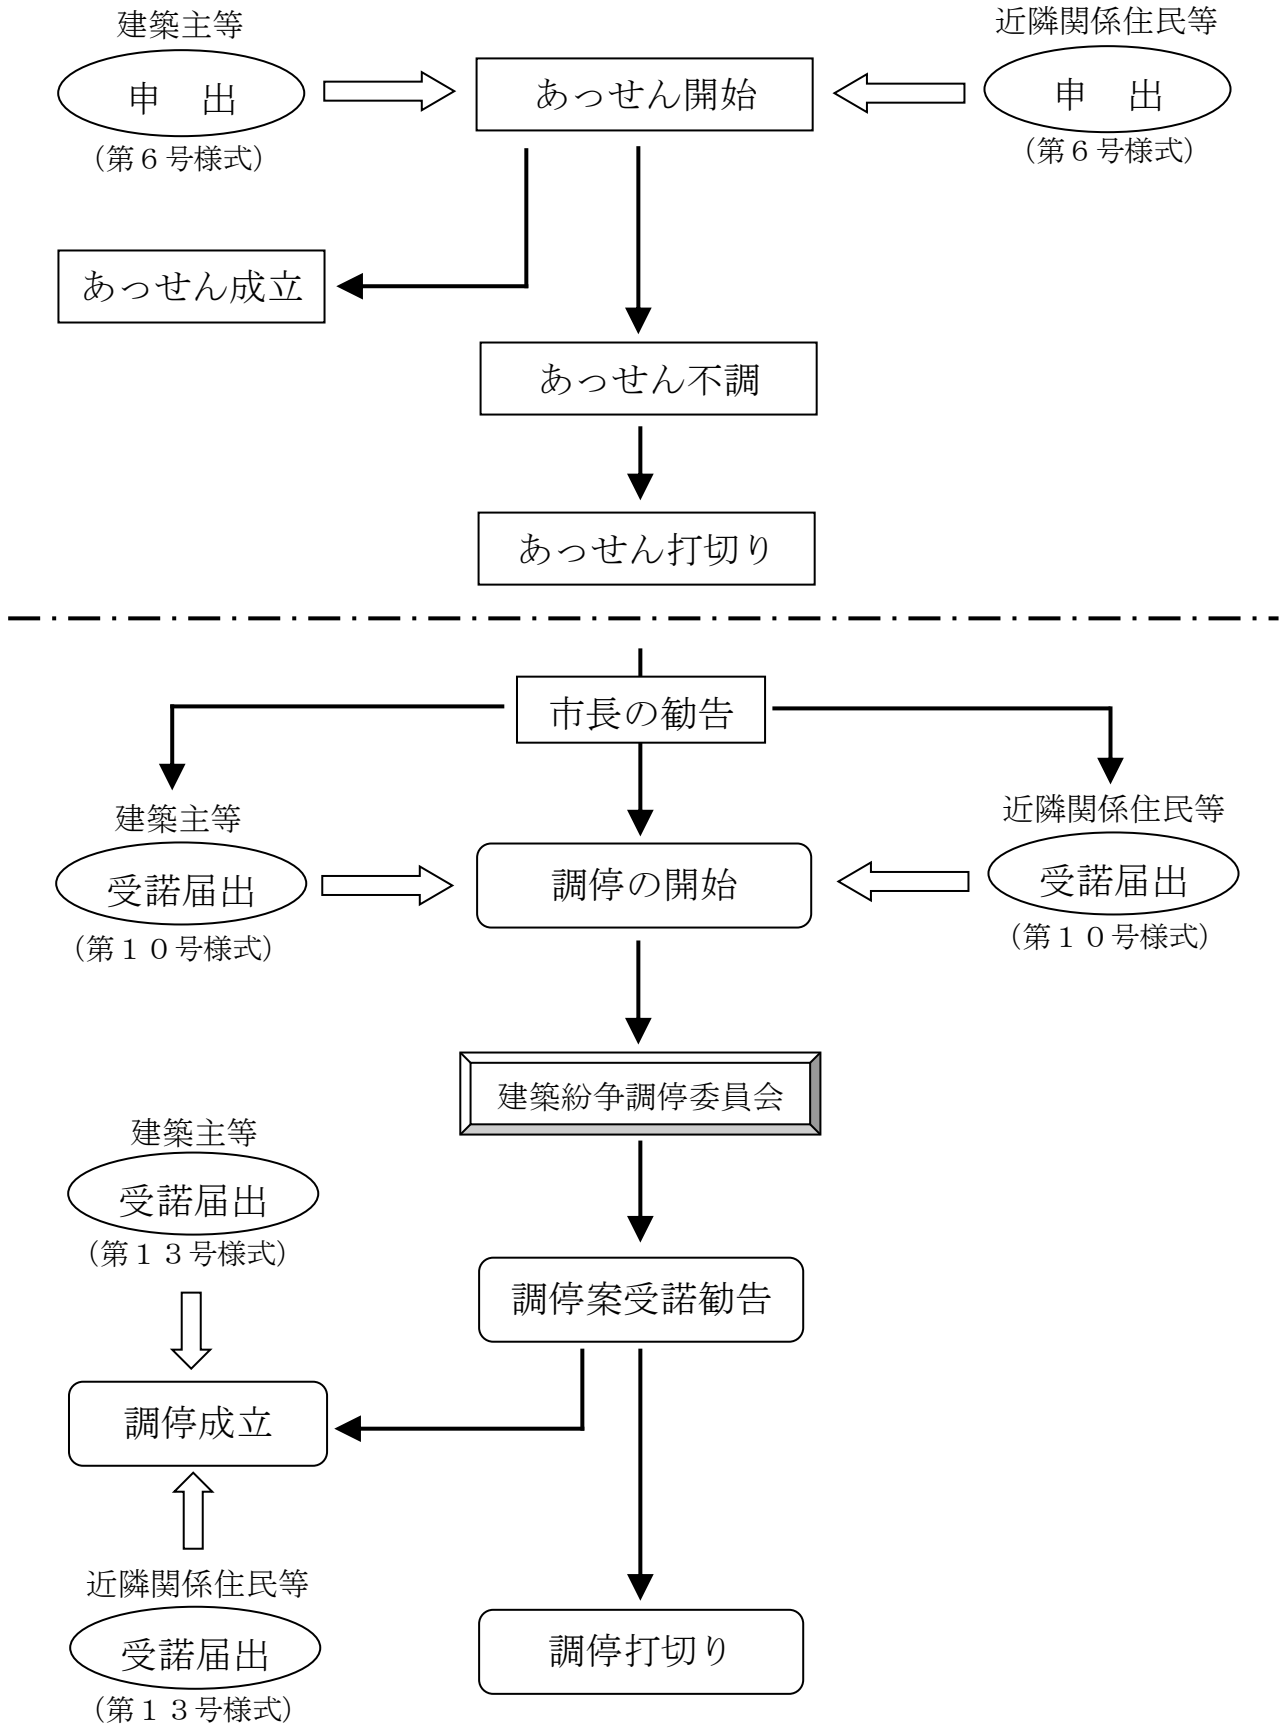 建築主等
申　出
（第６号様式）
あっせん開始
近隣関係住民等
申　出
（第６号様式）
あっせん成立
あっせん不調
あっせん打切り
市長の勧告
建築主等
受諾届出
（第１０号様式）
調停の開始
近隣関係住民等
受諾届出
（第１０号様式）
建築紛争調停委員会
建築主等
受諾届出
（第１３号様式）
調停案受諾勧告
調停成立
近隣関係住民等
受諾届出
（第１３号様式）
調停打切り